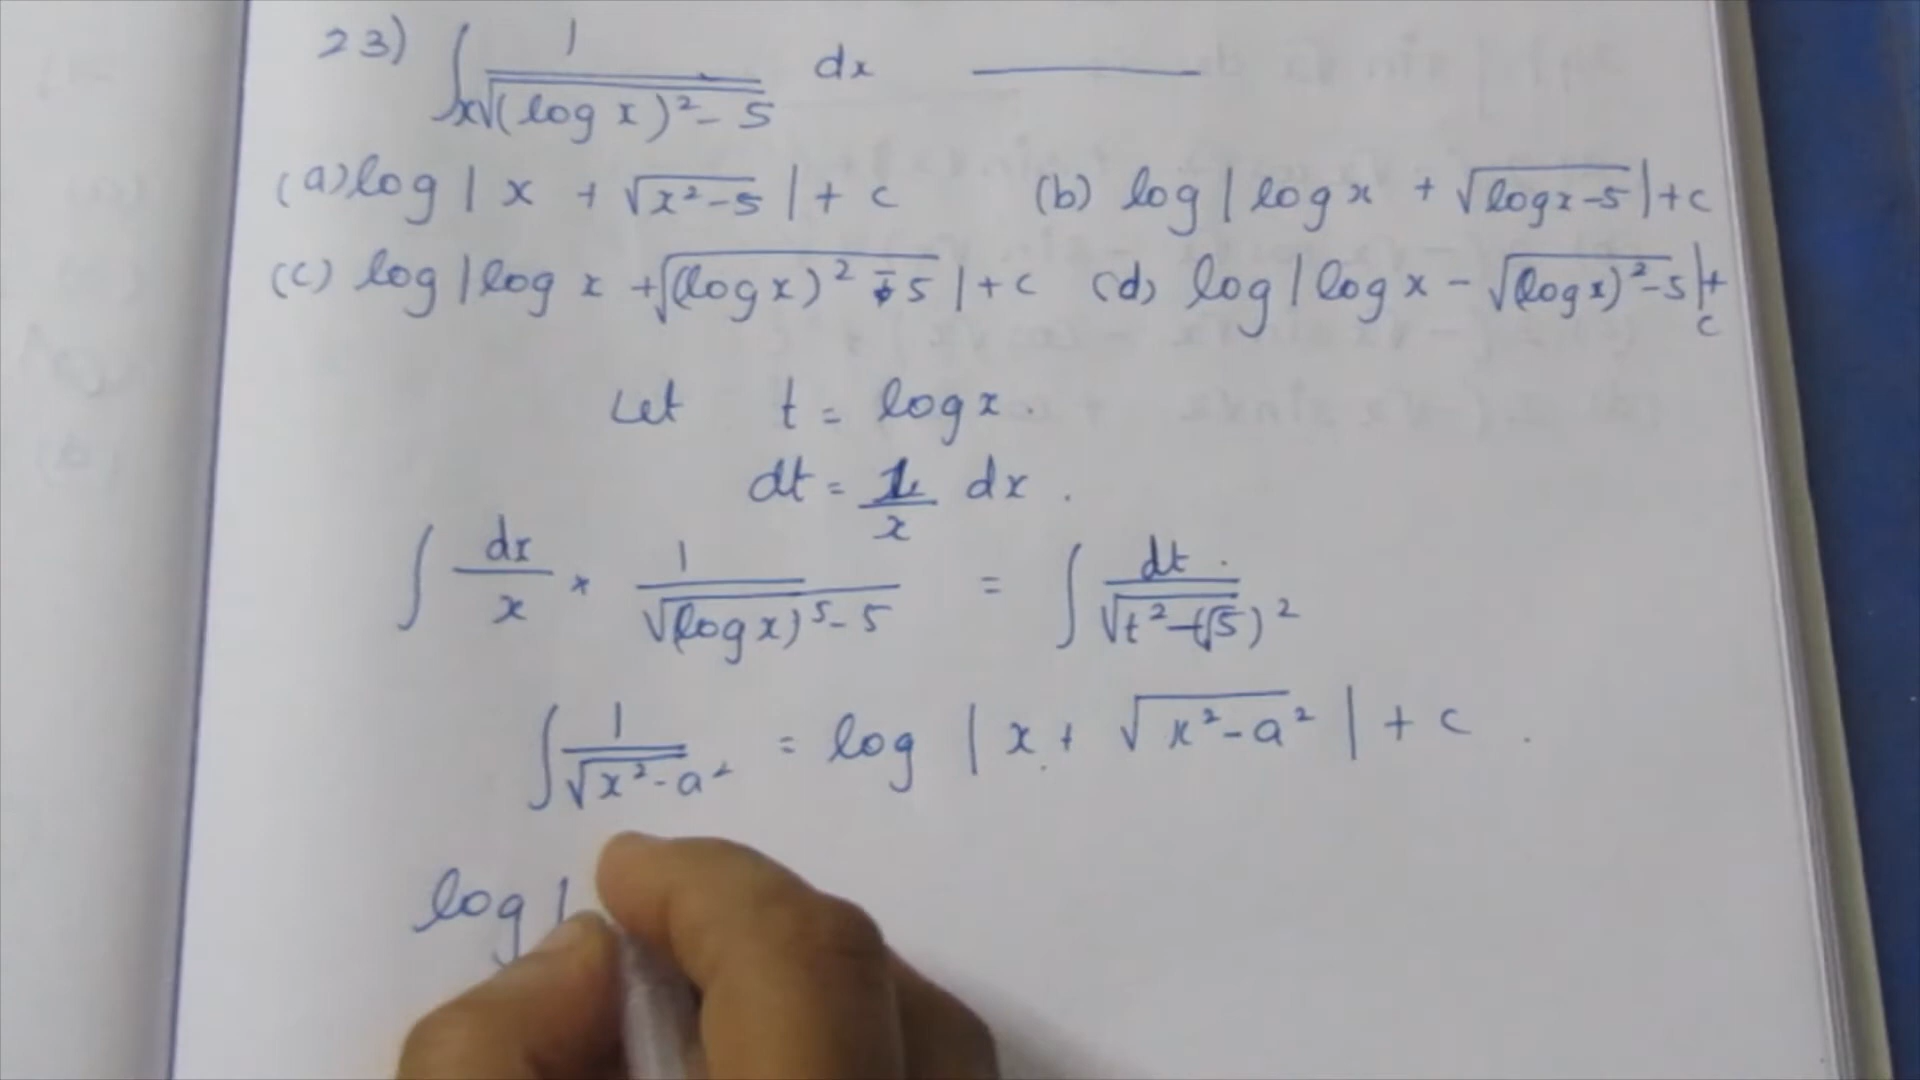 23) ∫ 1 / x√((log x)² - 5) dx ______
(a) log | x + √(x² - 5) | + c (b) log | log x + √(log x - 5) | + c
(c) log | log x + √((log x)² - 5) | + c (d) log | log x - √((log x)² - 5) | + c
Let t = log x.
dt = 1/x dx.
∫ dx/x * 1/√((log x)⁵ - 5) = ∫ dt/√(t² - (√5)²)
∫ 1/√(x² - a²) = log | x + √(x² - a²) | + c.
log |